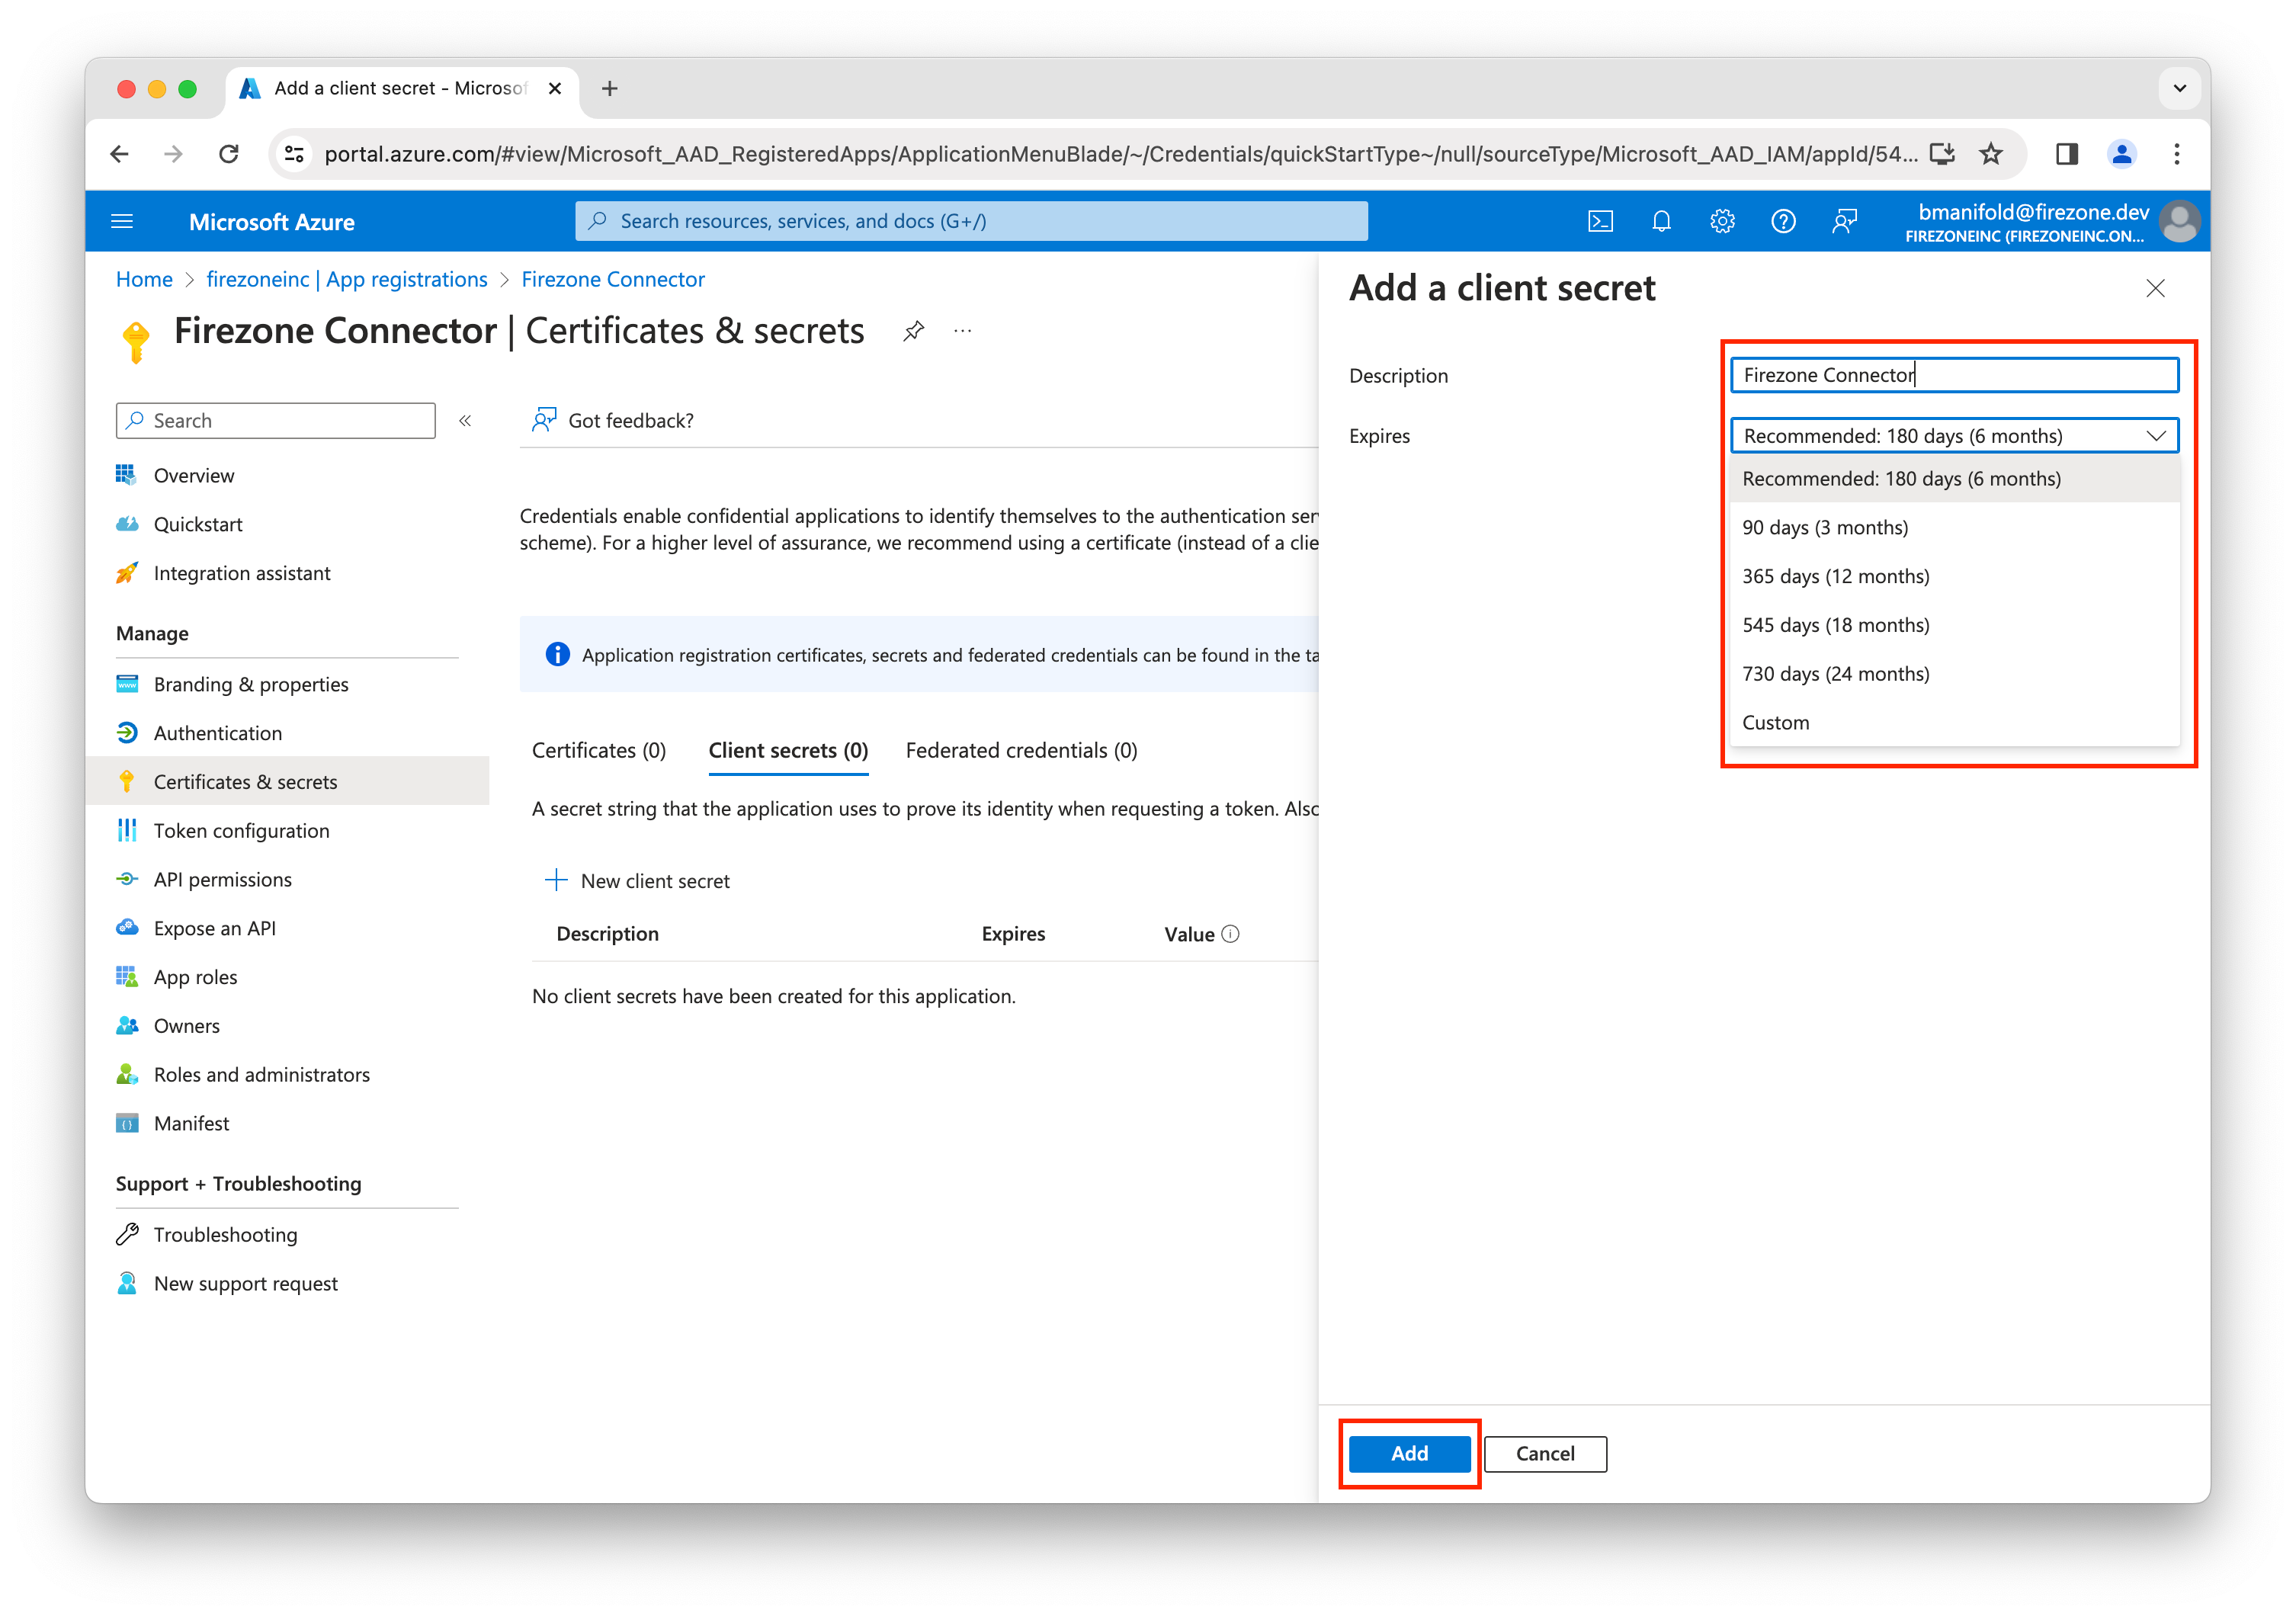 Add a client secret - Microsof
portal.azure.com/#view/Microsoft_AAD_RegisteredApps/ApplicationMenuBlade/~/Credentials/quickStartType~/null/sourceType/Microsoft_AAD_IAM/appId/54...
Microsoft Azure
Search resources, services, and docs (G+/)
bmanifold@firezone.dev
FIREZONEINC (FIREZONEINC.ON...
Home > firezoneinc | App registrations > Firezone Connector
Firezone Connector | Certificates & secrets
Search
Overview
Quickstart
Integration assistant
Manage
Branding & properties
Authentication
Certificates & secrets
Token configuration
API permissions
Expose an API
App roles
Owners
Roles and administrators
Manifest
Support + Troubleshooting
Troubleshooting
New support request
Got feedback?
Credentials enable confidential applications to identify themselves to the authentication
scheme). For a higher level of assurance, we recommend using a certificate (instead of a
Application registration certificates, secrets and federated credentials can be found in the
Certificates (0)
Client secrets (0)
Federated credentials (0)
A secret string that the application uses to prove its identity when requesting a token.
New client secret
Description
Expires
Value
No client secrets have been created for this application.
Add a client secret
Description
Firezone Connector
Expires
Recommended: 180 days (6 months)
Recommended: 180 days (6 months)
90 days (3 months)
365 days (12 months)
545 days (18 months)
730 days (24 months)
Custom
Add
Cancel